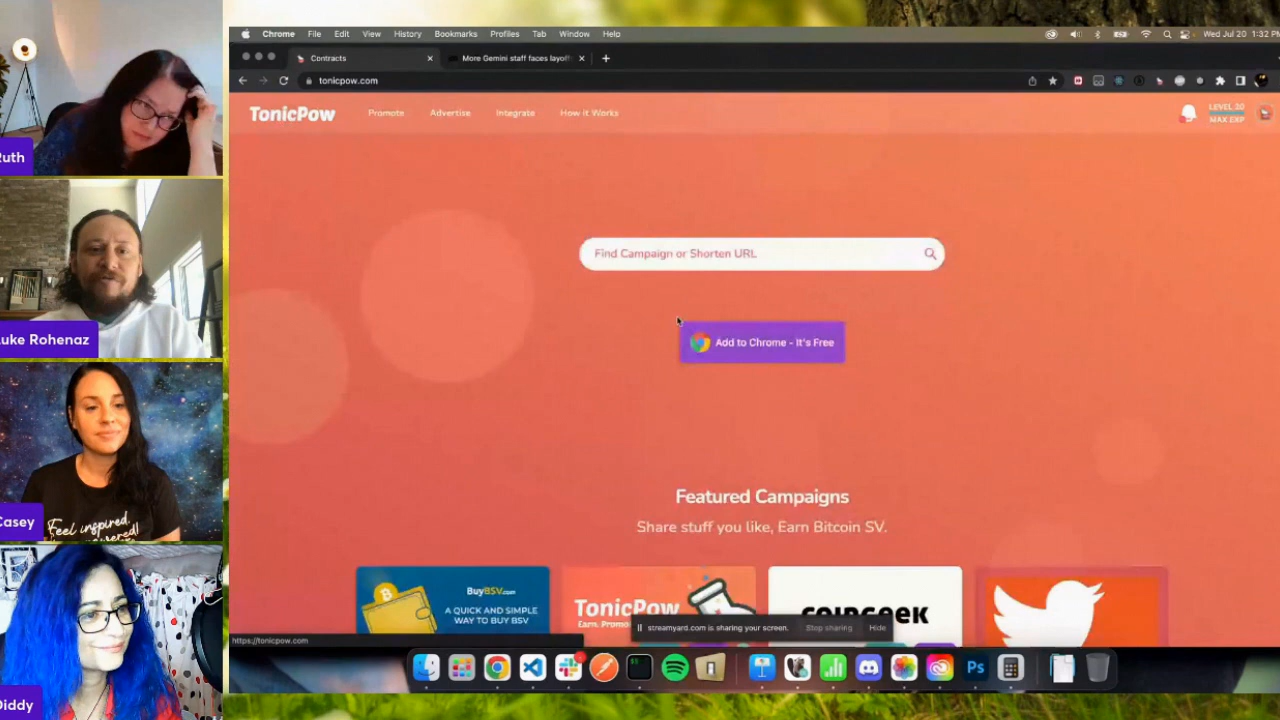 Chrome File Edit View History Bookmarks Profiles Tab Window Help
Wed Jul 20 1:32 PM
Contracts
More Gemini staff faces layoff
tonicpow.com
TonicPow Promote Advertise Integrate How It Works
LEVEL 20
MAX EXP
Find Campaign or Shorten URL
Add to Chrome - It's Free
Featured Campaigns
Share stuff you like, Earn Bitcoin SV.
BuyBSV.com
A QUICK AND SIMPLE
WAY TO BUY BSV
TonicPow
COINGEEK
streamyard.com is sharing your screen. Stop sharing Hide
https://tonicpow.com
Ps
uth
uke Rohenaz
Feel inspired.
Casey
Diddy